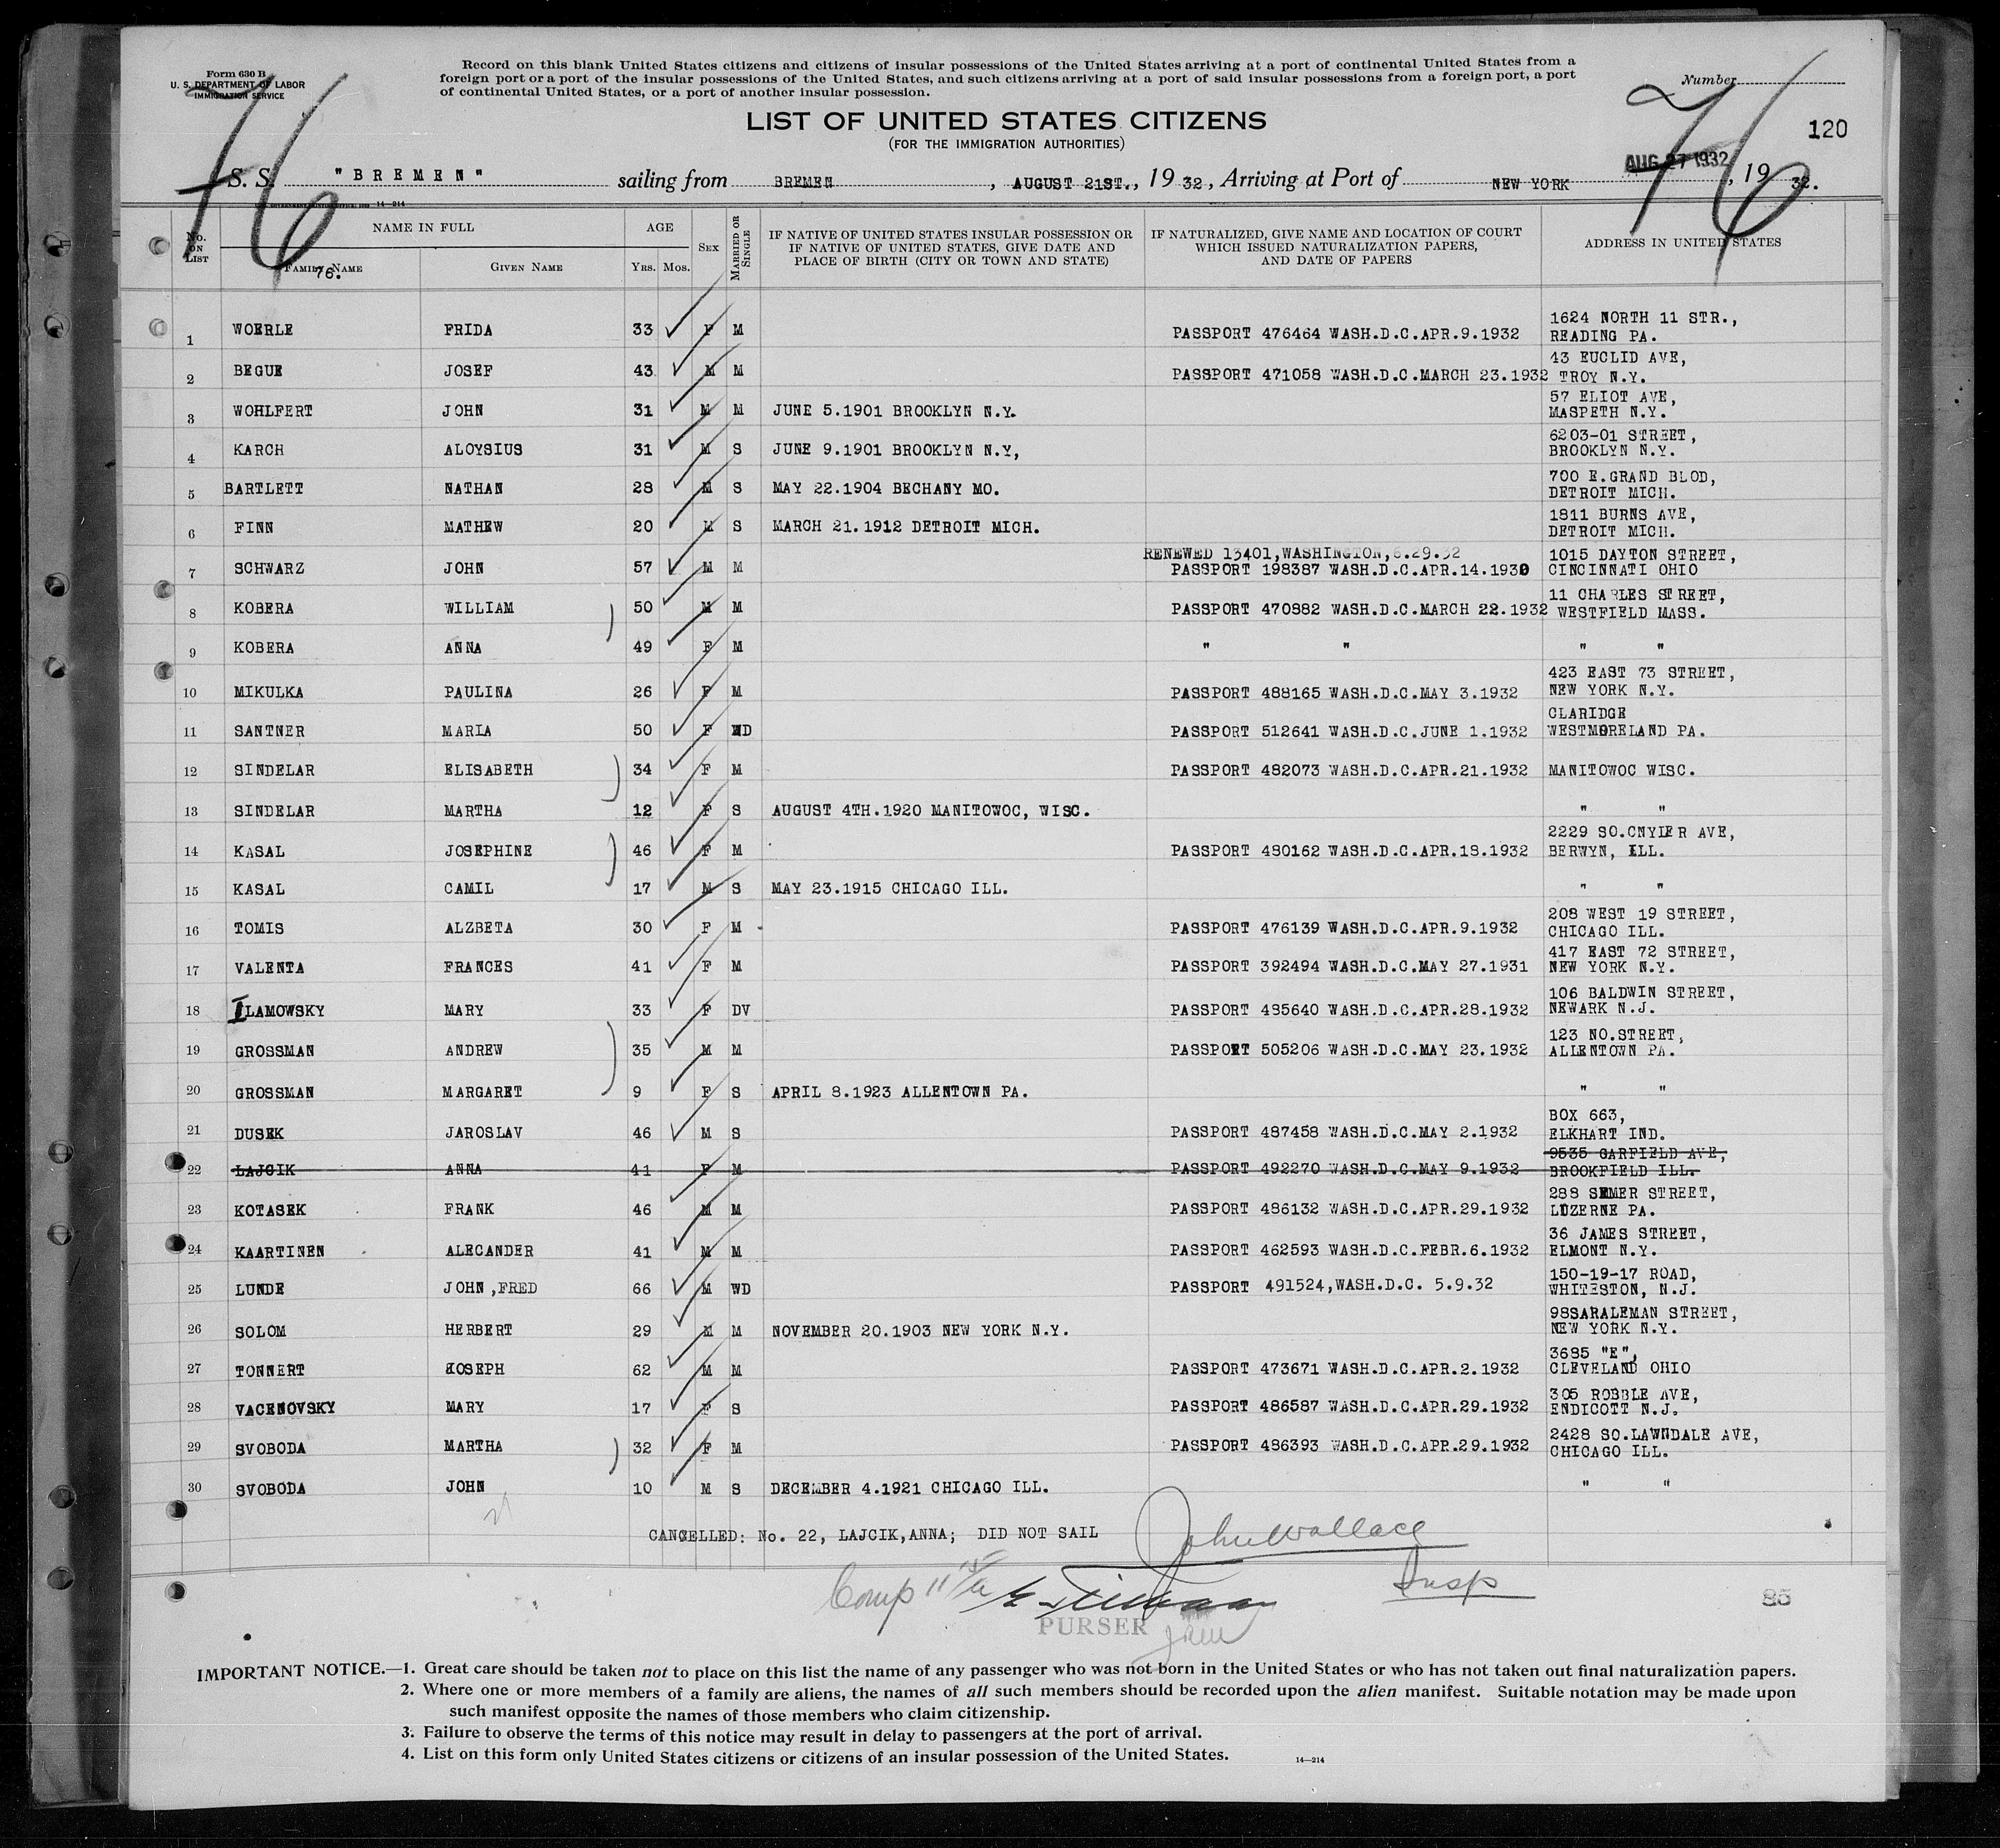 Form 630 B
U. S. DEPARTMENT OF LABOR
IMMIGRATION SERVICE
Record on this blank United States citizens and citizens of insular possessions of the United States arriving at a port of continental United States from a
foreign port or a port of the insular possessions of the United States, and such citizens arriving at a port of said insular possessions from a foreign port, a port
of continental United States, or a port of another insular possession.
Number
76
76
120
LIST OF UNITED STATES CITIZENS
(FOR THE IMMIGRATION AUTHORITIES)
AUG 27 1932
S. S. "BREMEN" sailing from BREMEN, AUGUST 21ST., 19 32, Arriving at Port of NEW YORK, 19 32.
14-214
No. ON LIST
NAME IN FULL
FAMILY NAME
76.
GIVEN NAME
AGE
YRS. MOS.
SEX
MARRIED OR SINGLE
IF NATIVE OF UNITED STATES INSULAR POSSESSION OR
IF NATIVE OF UNITED STATES, GIVE DATE AND
PLACE OF BIRTH (CITY OR TOWN AND STATE)
IF NATURALIZED, GIVE NAME AND LOCATION OF COURT
WHICH ISSUED NATURALIZATION PAPERS,
AND DATE OF PAPERS
ADDRESS IN UNITED STATES
1 WOERLE FRIDA 33 F M PASSPORT 476464 WASH.D.C.APR.9.1932 1624 NORTH 11 STR.,
READING PA.
2 BEGUE JOSEF 43 M M PASSPORT 471058 WASH.D.C.MARCH 23.1932 43 EUCLID AVE,
TROY N.Y.
3 WOHLFERT JOHN 31 M M JUNE 5.1901 BROOKLYN N.Y. 57 ELIOT AVE,
MASPETH N.Y.
4 KARCH ALOYSIUS 31 M S JUNE 9.1901 BROOKLYN N.Y, 6203-01 STREET,
BROOKLYN N.Y.
5 BARTLETT NATHAN 28 M S MAY 22.1904 BECHANY MO. 700 E.GRAND BLOD,
DETROIT MICH.
6 FINN MATHEW 20 M S MARCH 21.1912 DETROIT MICH. 1811 BURNS AVE,
DETROIT MICH.
RENEWED 13401,WASHINGTON,6.29.32
7 SCHWARZ JOHN 57 M M PASSPORT 198387 WASH.D.C.APR.14.1930 1015 DAYTON STREET,
CINCINNATI OHIO
8 KOBERA WILLIAM 50 M M PASSPORT 470882 WASH.D.C.MARCH 22.1932 11 CHARLES STREET,
WESTFIELD MASS.
9 KOBERA ANNA 49 F M " " " "
10 MIKULKA PAULINA 26 F M PASSPORT 488165 WASH.D.C.MAY 3.1932 423 EAST 73 STREET,
NEW YORK N.Y.
11 SANTNER MARIA 50 F WD PASSPORT 512641 WASH.D.C.JUNE 1.1932 CLARIDGE
WESTMORELAND PA.
12 SINDELAR ELISABETH 34 F M PASSPORT 482073 WASH.D.C.APR.21.1932 MANITOWOC WISC.
13 SINDELAR MARTHA 12 F S AUGUST 4TH.1920 MANITOWOC, WISC. " "
14 KASAL JOSEPHINE 46 F M PASSPORT 480162 WASH.D.C.APR.18.1932 2229 SO. AVE,
BERWYN, ILL.
15 KASAL CAMIL 17 M S MAY 23.1915 CHICAGO ILL. " "
16 TOMIS ALZBETA 30 F M PASSPORT 476139 WASH.D.C.APR.9.1932 208 WEST 19 STREET,
CHICAGO ILL.
17 VALENTA FRANCES 41 F M PASSPORT 392494 WASH.D.C.MAY 27.1931 417 EAST 72 STREET,
NEW YORK N.Y.
18 ILAMOWSKY MARY 33 F DV PASSPORT 485640 WASH.D.C.APR.28.1932 106 BALDWIN STREET,
NEWARK N.J.
19 GROSSMAN ANDREW 35 M M PASSPORT 505206 WASH.D.C.MAY 23.1932 123 NO.STREET,
ALLENTOWN PA.
20 GROSSMAN MARGARET 9 F S APRIL 8.1923 ALLENTOWN PA. " "
21 DUSEK JAROSLAV 46 M S PASSPORT 487458 WASH.D.C.MAY 2.1932 BOX 663,
ELKHART IND.
22 LAJCIK ANNA 41 F M PASSPORT 492270 WASH.D.C.MAY 9.1932 9535 GARFIELD AVE,
BROOKFIELD ILL.
23 KOTASEK FRANK 46 M M PASSPORT 486132 WASH.D.C.APR.29.1932 288 STREET,
LUZERNE PA.
24 KAARTINEN ALECANDER 41 M M PASSPORT 462593 WASH.D.C.FEBR.6.1932 36 JAMES STREET,
ELMONT N.Y.
25 LUNDE JOHN,FRED 66 M WD PASSPORT 491524,WASH.D.C. 5.9.32 150-19-17 ROAD,
WHITESTON, N.J.
26 SOLOM HERBERT 29 M M NOVEMBER 20.1903 NEW YORK N.Y. 98SARALEMAN STREET,
NEW YORK N.Y.
27 TONNERT JOSEPH 62 M M PASSPORT 473671 WASH.D.C.APR.2.1932 3685 "E",
CLEVELAND OHIO
28 VACENOVSKY MARY 17 F S PASSPORT 486587 WASH.D.C.APR.29.1932 305 ROBBLE AVE,
ENDICOTT N.J.
29 SVOBODA MARTHA 32 F M PASSPORT 486393 WASH.D.C.APR.29.1932 2428 SO.LAWNDALE AVE,
CHICAGO ILL.
30 SVOBODA JOHN 10 M S DECEMBER 4.1921 CHICAGO ILL. " "
CANCELLED: No. 22, LAJCIK,ANNA; DID NOT SAIL
John Wallace
Insp
Comp
PURSER
85
IMPORTANT NOTICE.—1. Great care should be taken not to place on this list the name of any passenger who was not born in the United States or who has not taken out final naturalization papers.
2. Where one or more members of a family are aliens, the names of all such members should be recorded upon the alien manifest. Suitable notation may be made upon
such manifest opposite the names of those members who claim citizenship.
3. Failure to observe the terms of this notice may result in delay to passengers at the port of arrival.
4. List on this form only United States citizens or citizens of an insular possession of the United States.
14—214